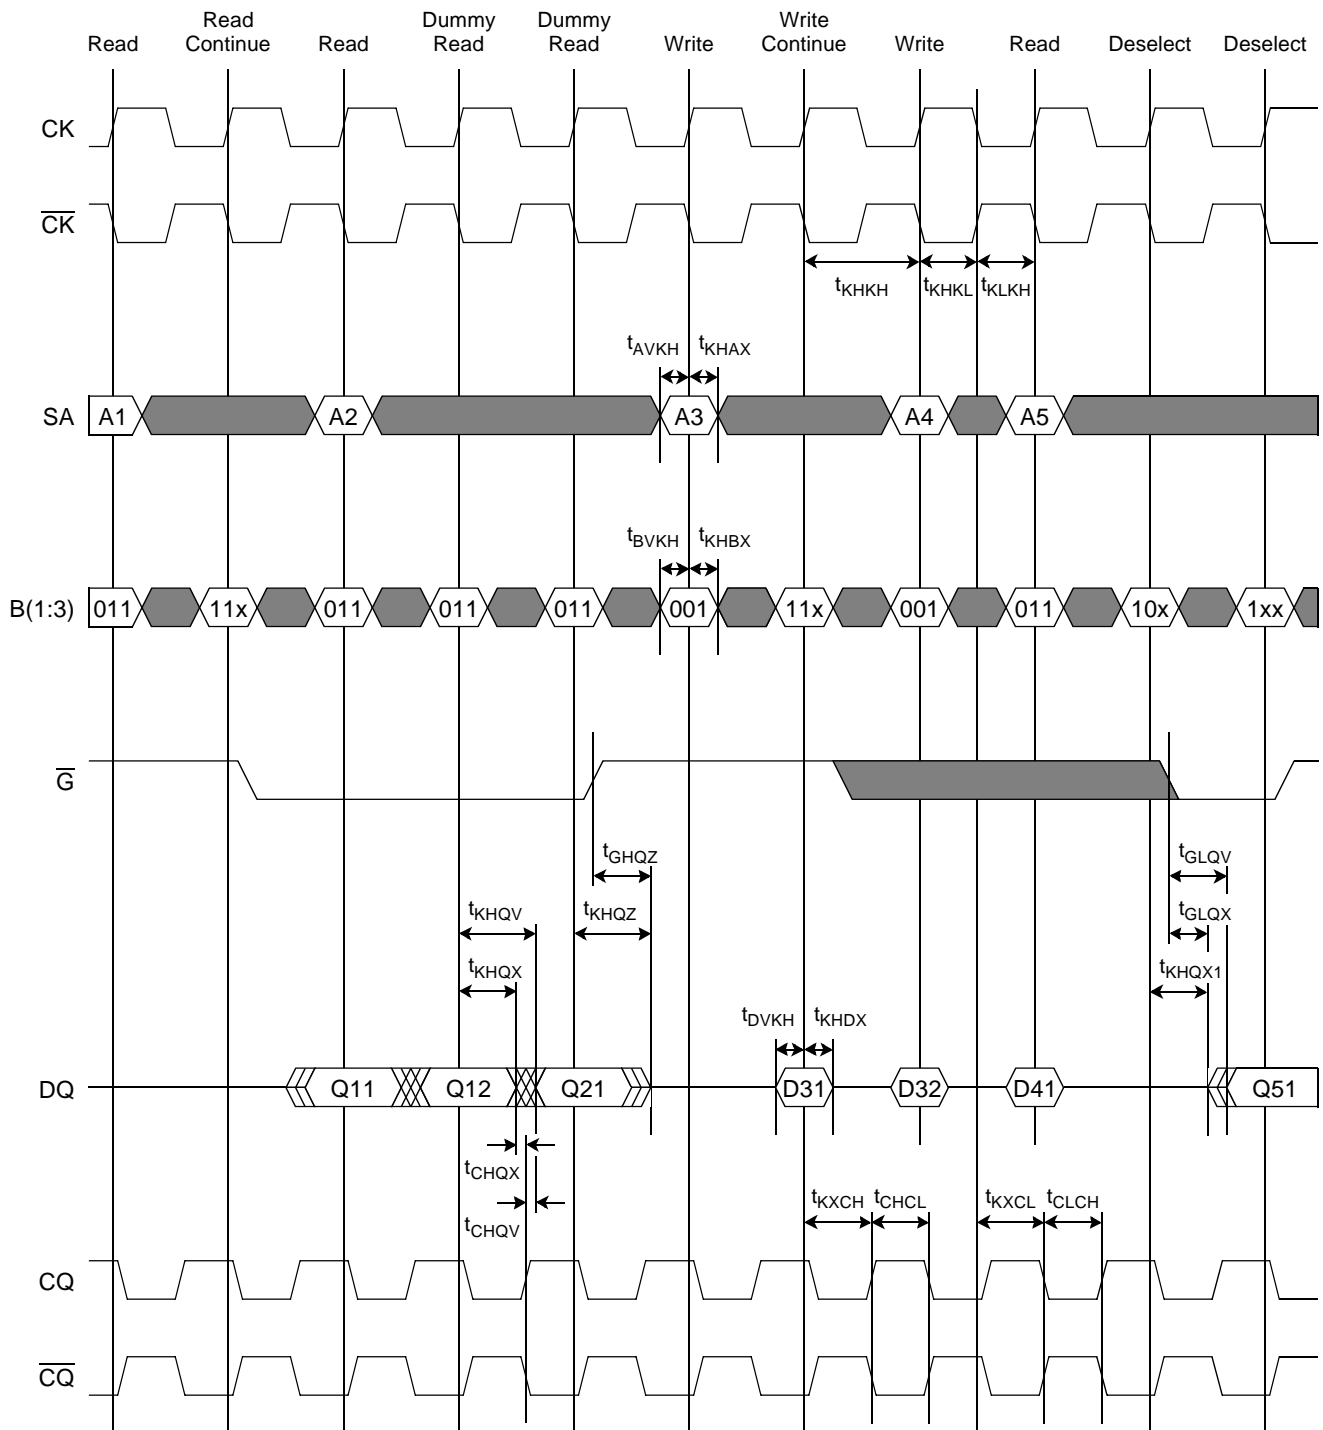 Read Dummy Dummy Write
Read Continue Read Read Read Write Continue Write Read Deselect Deselect
CK
CK
tKHKH tKHKL tKLKH
tAVKH tKHAX
SA A1 A2 A3 A4 A5
tBVKH tKHBX
B(1:3) 011 11x 011 011 011 001 11x 001 011 10x 1xx
G
tGHQZ tGLQV
tKHQV tKHQZ tGLQX
tKHQX tKHQX1
tDVKH tKHDX
DQ Q11 Q12 Q21 D31 D32 D41 Q51
tCHQX
tKXCH tCHCL tKXCL tCLCH
tCHQV
CQ
CQ